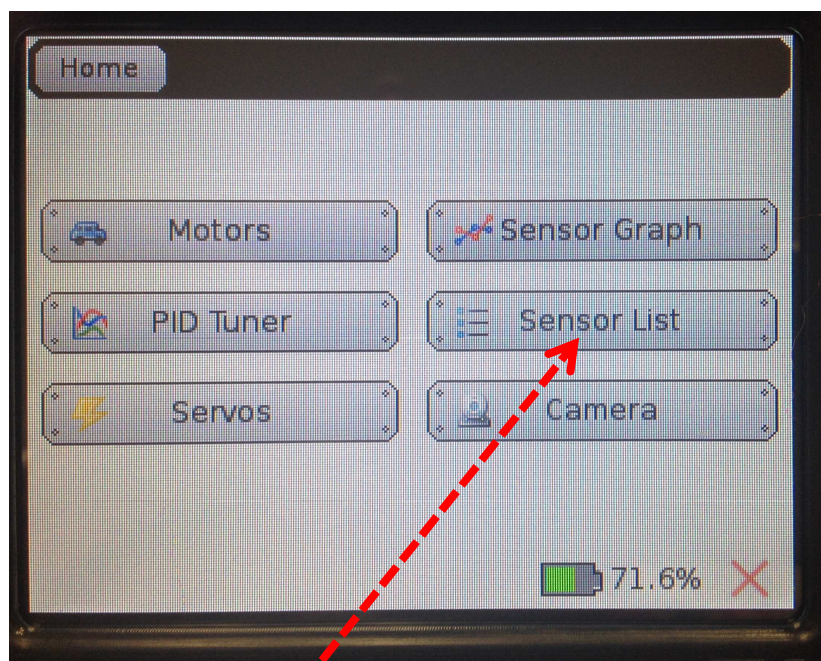 Home
Motors
Sensor Graph
PID Tuner
Sensor List
Servos
Camera
71.6%